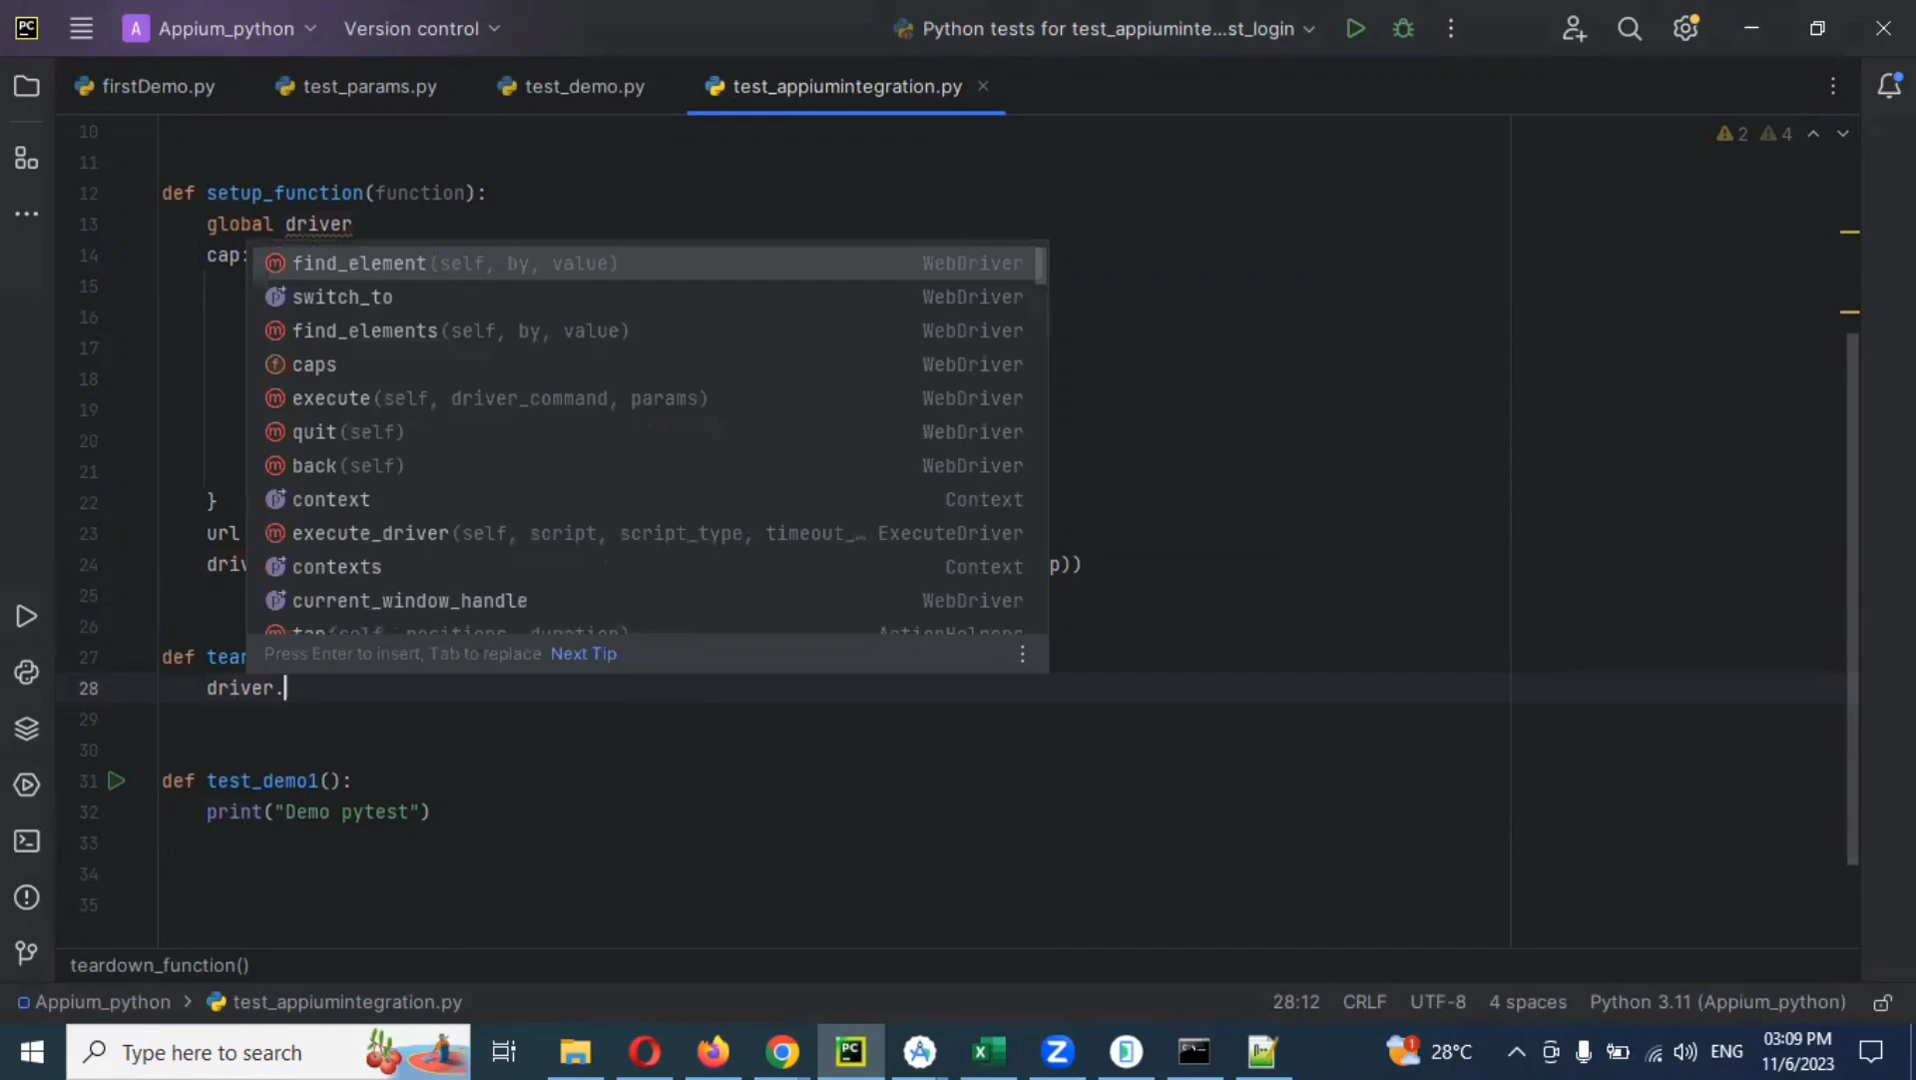 PC
A
Appium_python
Version control
Python tests for test_appiuminte...st_login
firstDemo.py
test_params.py
test_demo.py
test_appiumintegration.py
2
4
10
11
12
def setup_function(function):
13
global driver
14
cap:
15
16
17
18
19
20
21
22
}
23
url
24
p))
25
26
27
28
driver.
29
30
31
def test_demo1():
32
print("Demo pytest")
33
34
35
find_element(self, by, value) WebDriver
switch_to WebDriver
find_elements(self, by, value) WebDriver
caps WebDriver
execute(self, driver_command, params) WebDriver
quit(self) WebDriver
back(self) WebDriver
context Context
execute_driver(self, script, script_type, timeout_… ExecuteDriver
contexts Context
current_window_handle WebDriver
Press Enter to insert, Tab to replace Next Tip
def
teardown_function()
Appium_python
test_appiumintegration.py
28:12
CRLF
UTF-8
4 spaces
Python 3.11 (Appium_python)
Type here to search
PC
1
28°C
ENG
03:09 PM
11/6/2023